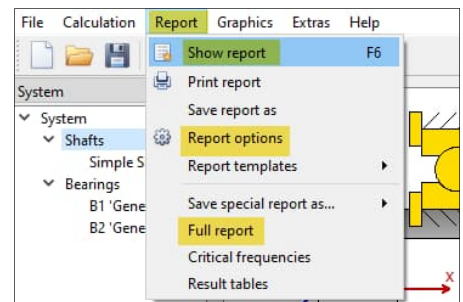 File Calculation Report Graphics Extras Help
Show report F6
System
Print report
System
Save report as
Shafts
Report options
Simple S
Report templates
Bearings
B1 'Gene
Save special report as...
B2 'Gene
Full report
Critical frequencies
Result tables
x